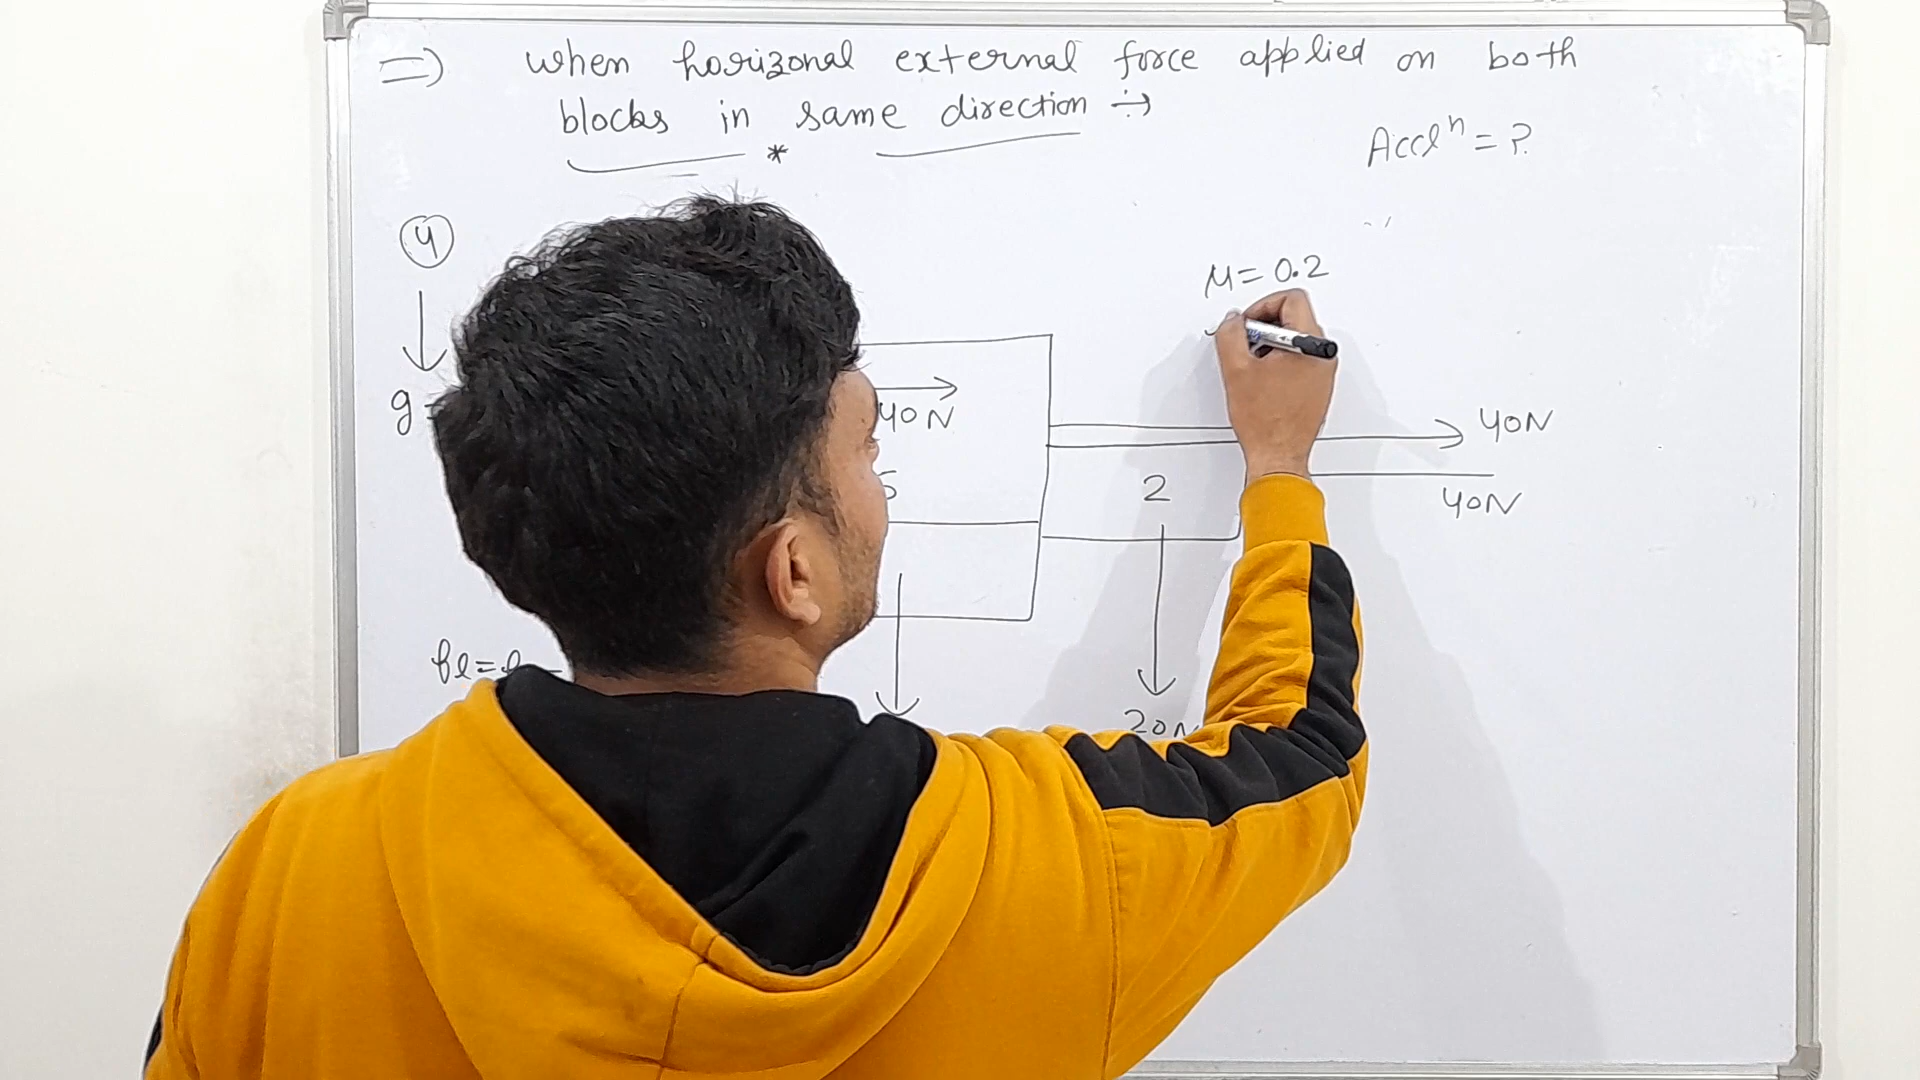 =) when horizonal external force applied on both
blocks in same direction ÷→
*
Accl^n = ?
4
μ = 0.2
g
40N
40N
5
2
40N
fl =
20N